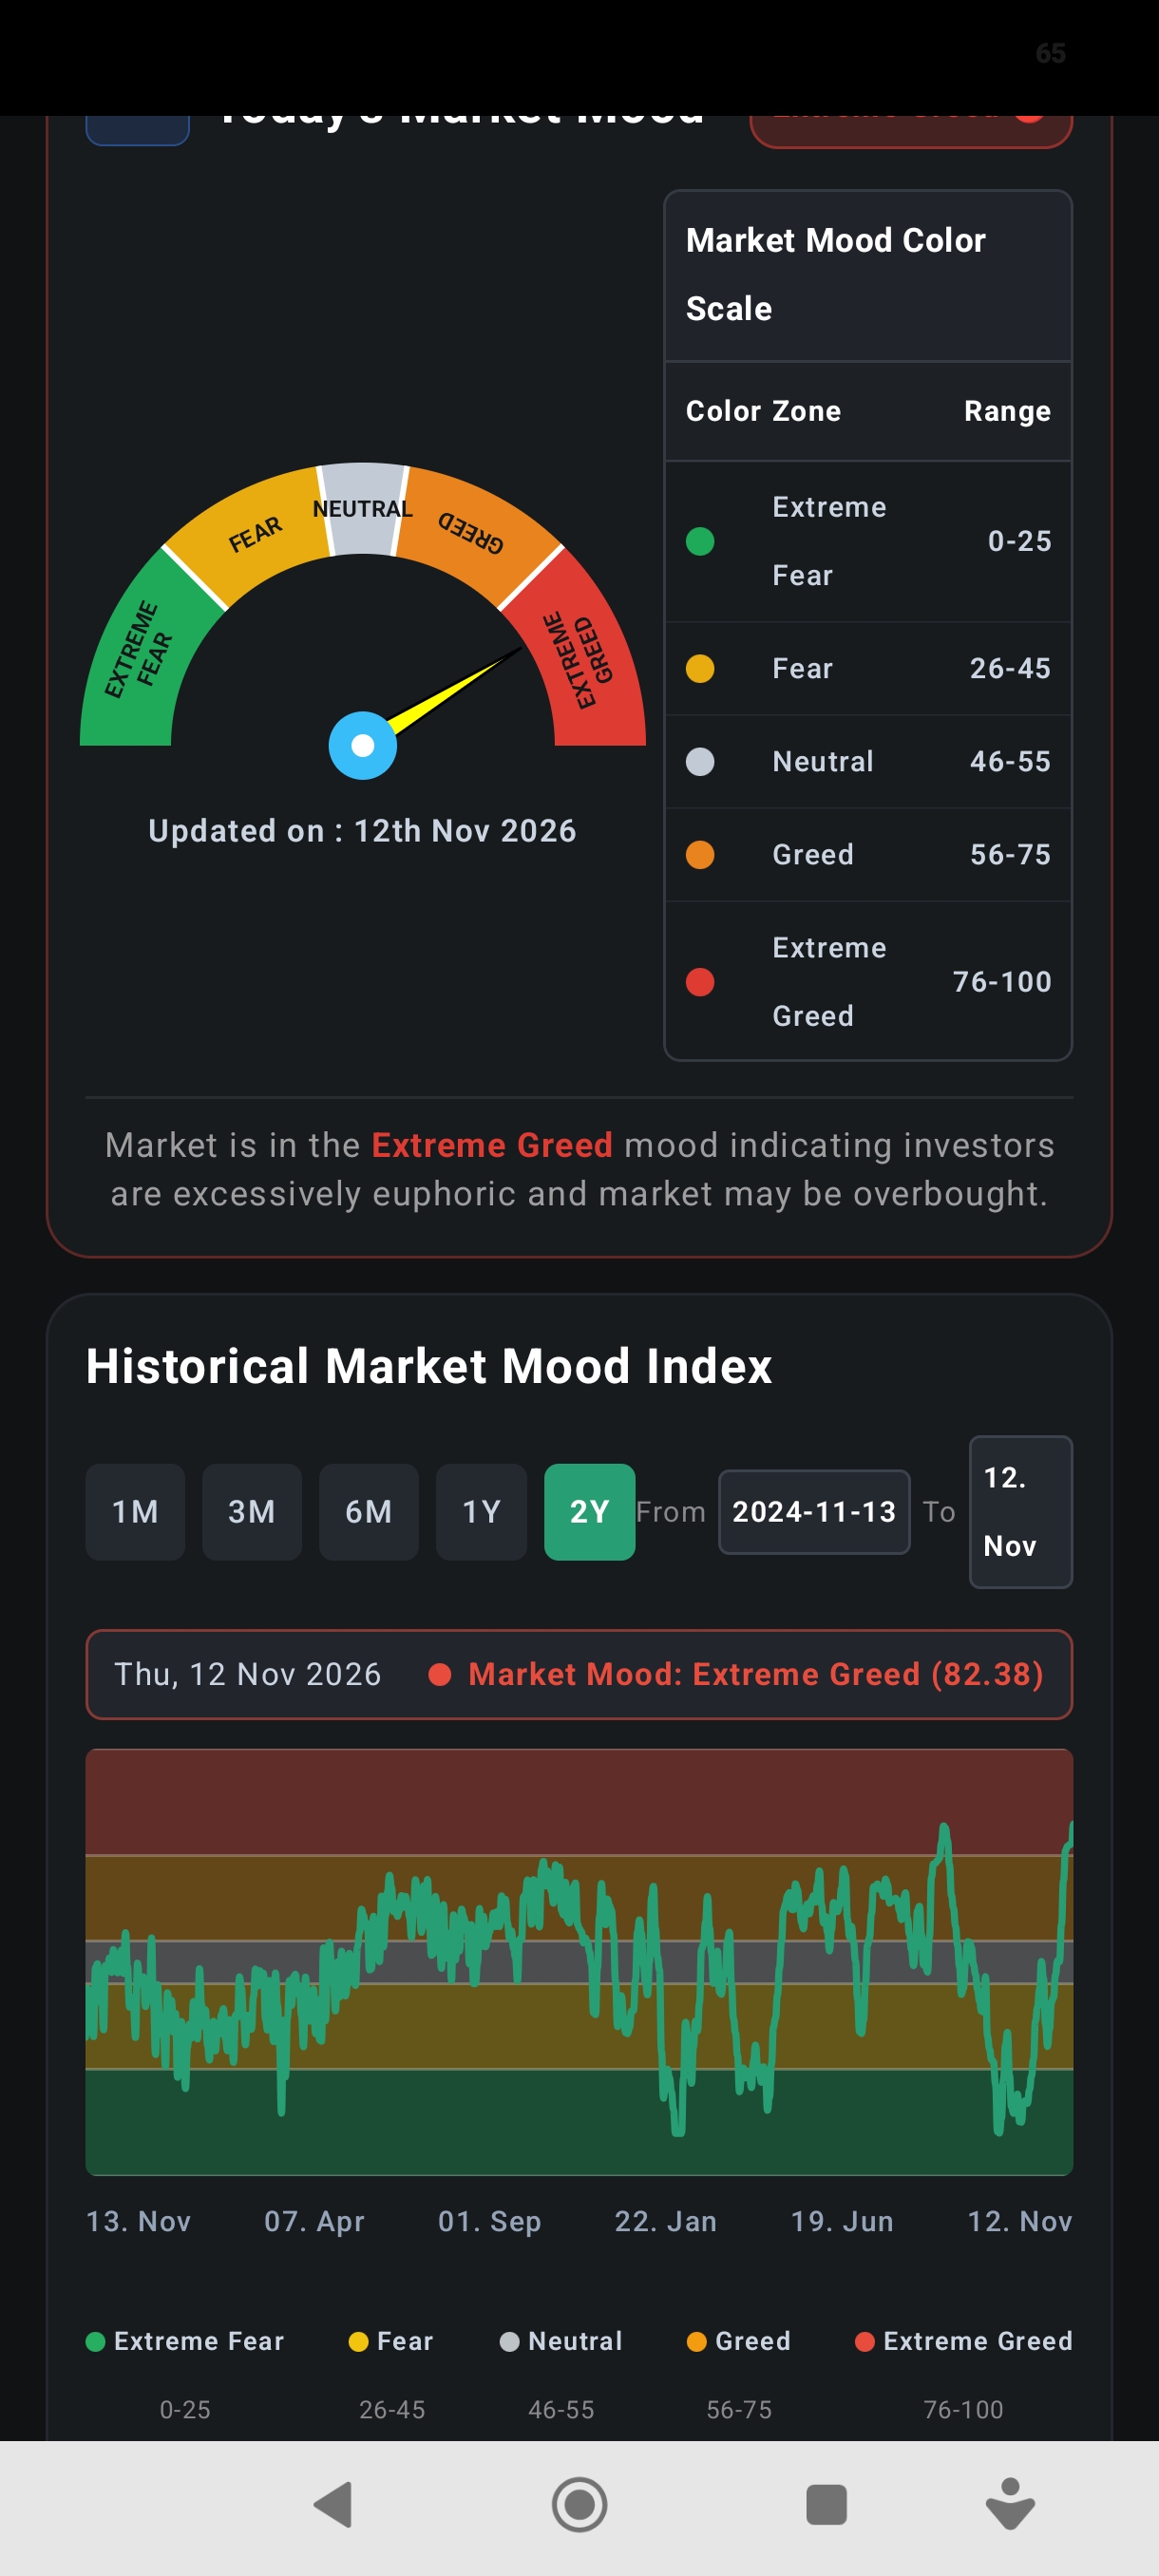 65
Today's Market Mood
Extreme Greed
Market Mood Color
Scale
Color Zone Range
Extreme
Fear
0-25
Fear 26-45
Neutral 46-55
Greed 56-75
Extreme
Greed
76-100
EXTREME
FEAR
FEAR
NEUTRAL
GREED
EXTREME
GREED
Updated on : 12th Nov 2026
Market is in the Extreme Greed mood indicating investors
are excessively euphoric and market may be overbought.
Historical Market Mood Index
1M 3M 6M 1Y 2Y From 2024-11-13 To 12.
Nov
Thu, 12 Nov 2026 Market Mood: Extreme Greed (82.38)
13. Nov 07. Apr 01. Sep 22. Jan 19. Jun 12. Nov
Extreme Fear Fear Neutral Greed Extreme Greed
0-25 26-45 46-55 56-75 76-100